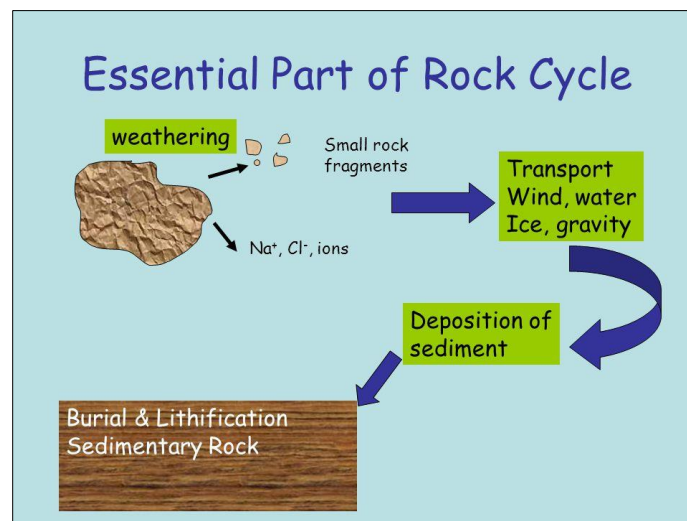 Essential Part of Rock Cycle
weathering
Small rock
fragments
Na⁺, Cl⁻, ions
Transport
Wind, water
Ice, gravity
Deposition of
sediment
Burial & Lithification
Sedimentary Rock